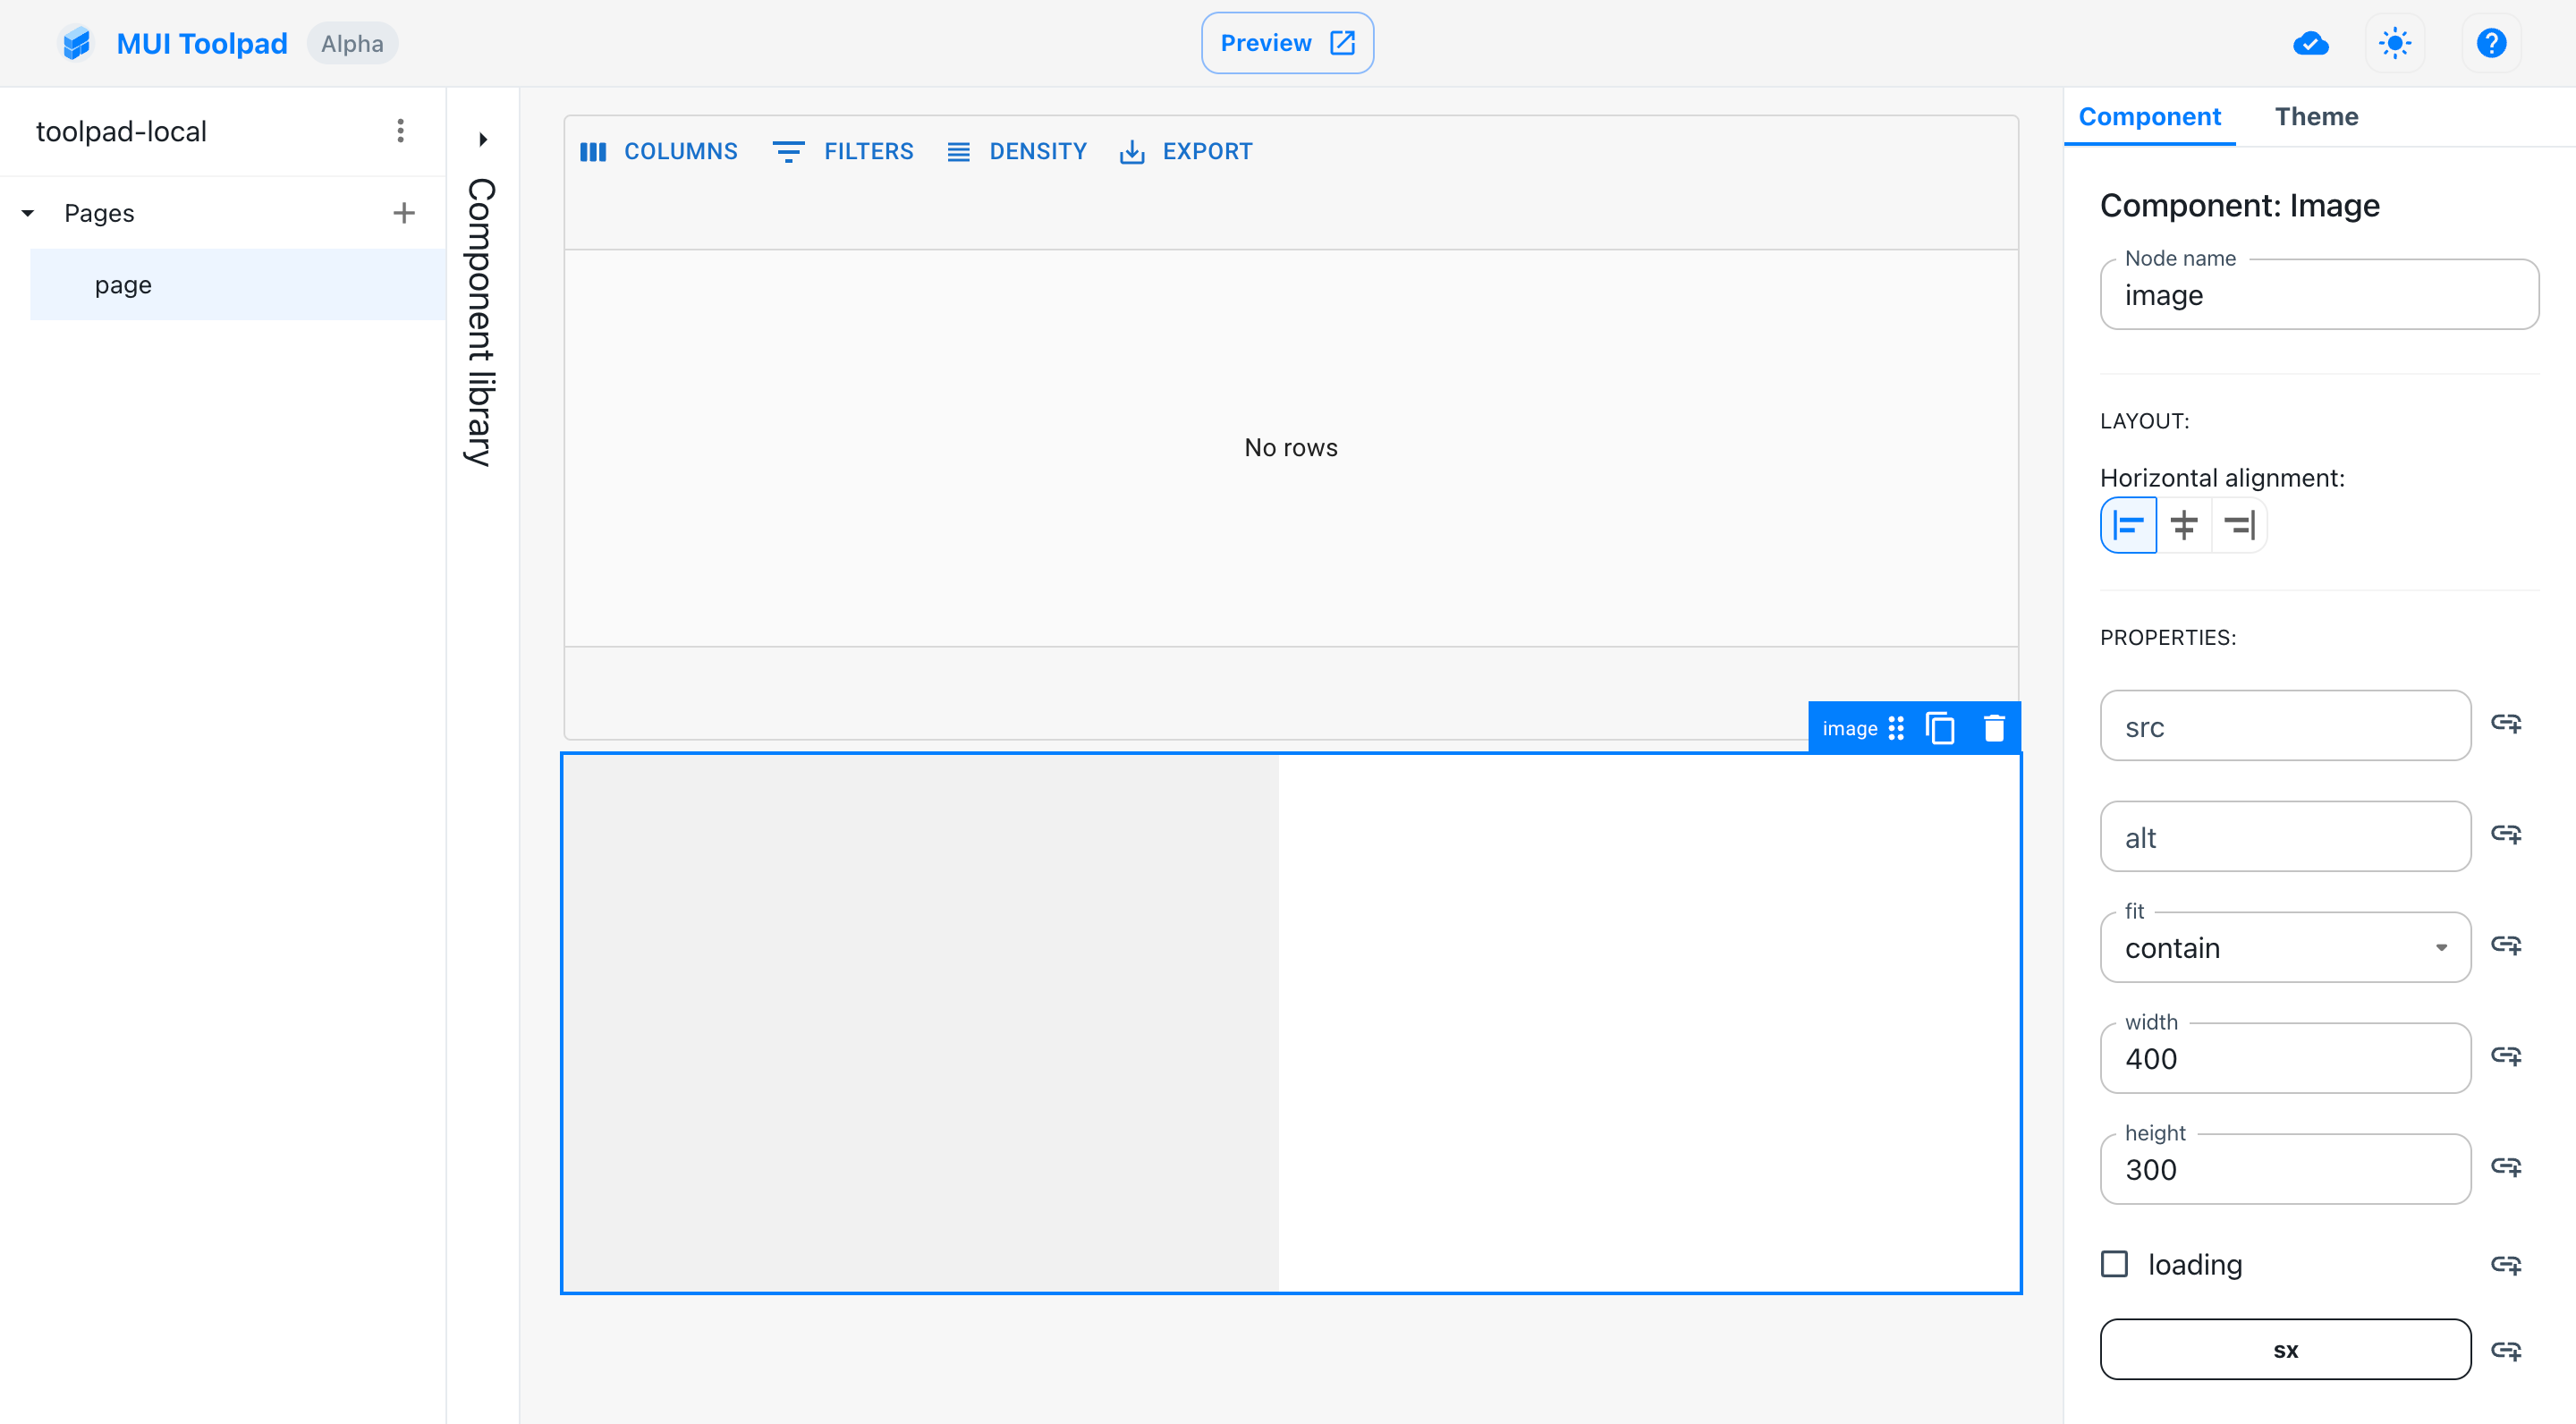 MUI Toolpad
Alpha
Preview
toolpad-local
Pages
page
Component library
COLUMNS
FILTERS
DENSITY
EXPORT
No rows
image
Component
Theme
Component: Image
Node name
image
LAYOUT:
Horizontal alignment:
PROPERTIES:
src
alt
fit
contain
width
400
height
300
loading
sx